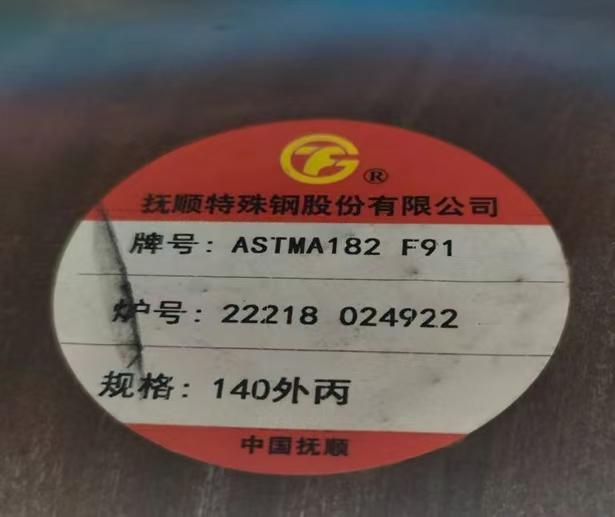 ®
抚顺特殊钢股份有限公司
牌号: ASTMA182 F91
炉号: 22218 024922
规格: 140外丙
中国抚顺